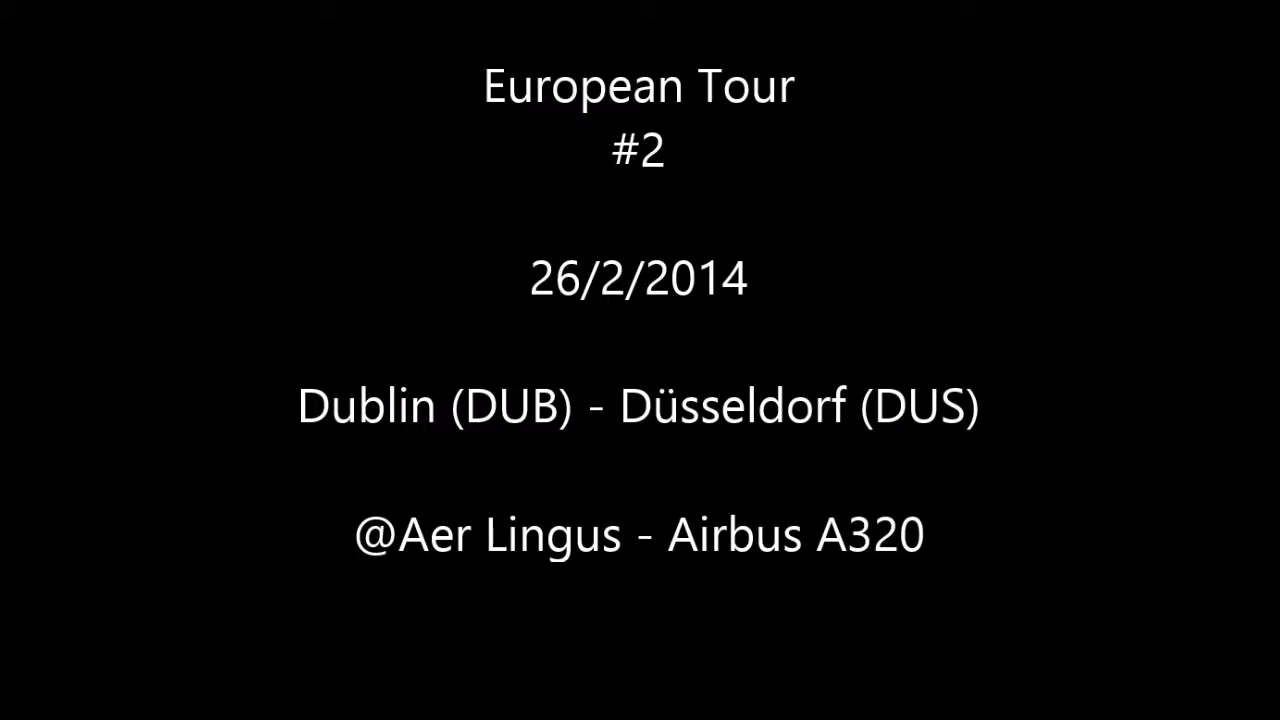 European Tour
#2
26/2/2014
Dublin (DUB) - Düsseldorf (DUS)
@Aer Lingus - Airbus A320